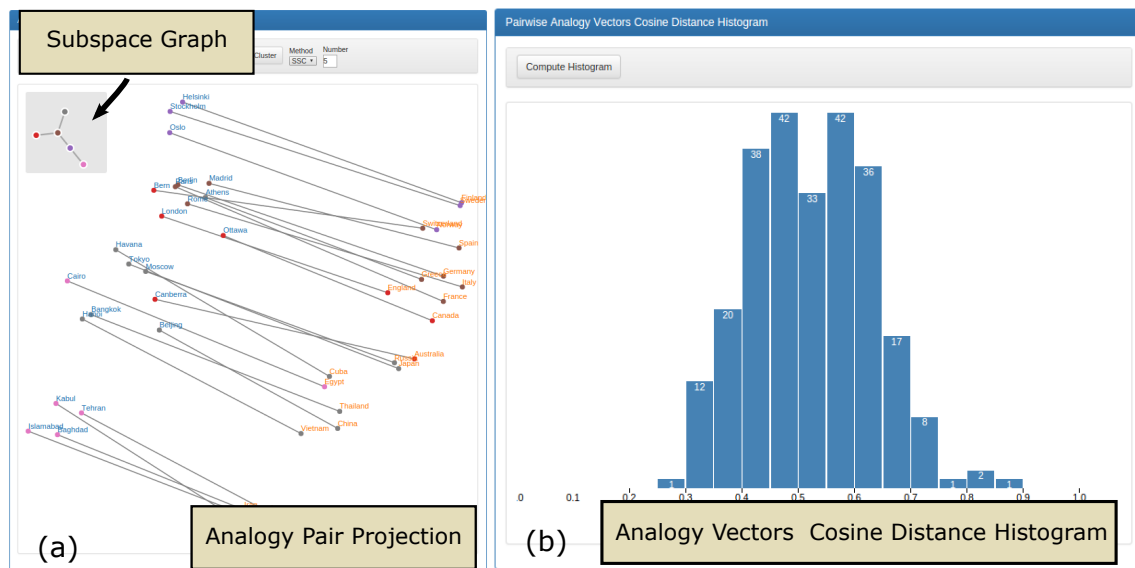 Subspace Graph
Cluster
Method
SSC
Number
5
Helsinki
Stockholm
Oslo
Madrid
Berlin
Bern
Athens
Rome
London
Ottawa
Finland
Switzerland
Norway
Spain
Germany
Greece
Italy
England
France
Canada
Havana
Tokyo
Moscow
Cairo
Canberra
Bangkok
Hanoi
Beijing
Australia
Japan
Cuba
Egypt
Thailand
China
Vietnam
Kabul
Tehran
Islamabad
Baghdad
(a)
Analogy Pair Projection
Pairwise Analogy Vectors Cosine Distance Histogram
Compute Histogram
42
42
38
36
33
20
17
12
8
1
1
2
1
.0
0.1
0.2
0.3
0.4
0.5
0.6
0.7
0.8
0.9
1.0
(b)
Analogy Vectors Cosine Distance Histogram